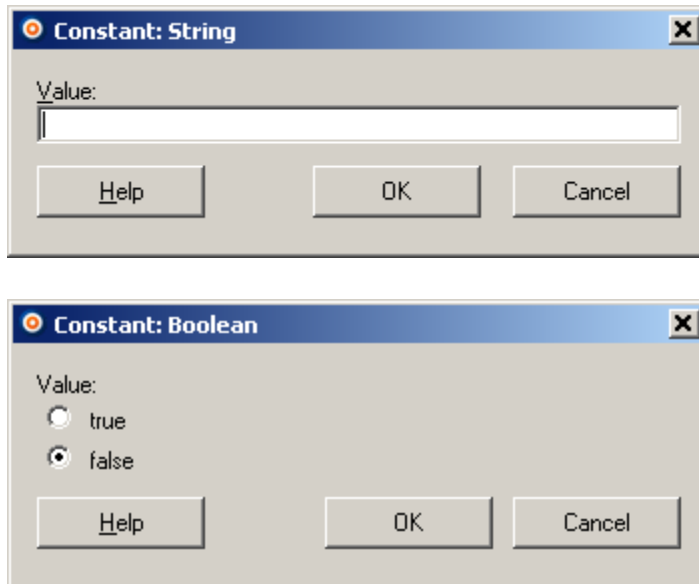 Constant: String
Value:
Help OK Cancel
Constant: Boolean
Value:
true
false
Help OK Cancel